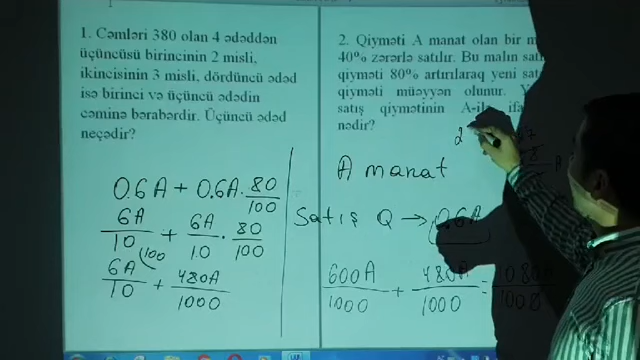 1. Cəmləri 380 olan 4 ədəddən
üçüncüsü birincinin 2 misli,
ikincisinin 3 misli, dördüncü ədəd
isə birinci və üçüncü ədədin
cəminə bərabərdir. Üçüncü ədəd
neçədir?
0.6A + 0.6A · 80/100
6A/10 + 6A/10 · 80/100
6A/10 (100 + 480A/1000
2. Qiyməti A manat olan bir
40% zərərlə satılır. Bu malın
qiyməti 80% artırılaraq yeni
qiyməti müəyyən olunur.
satış qiymətinin A-ilə
nədir?
2
A manat
Satış Q → 0.6A
600A/1000 + 480A/1000 = 1080A/1000